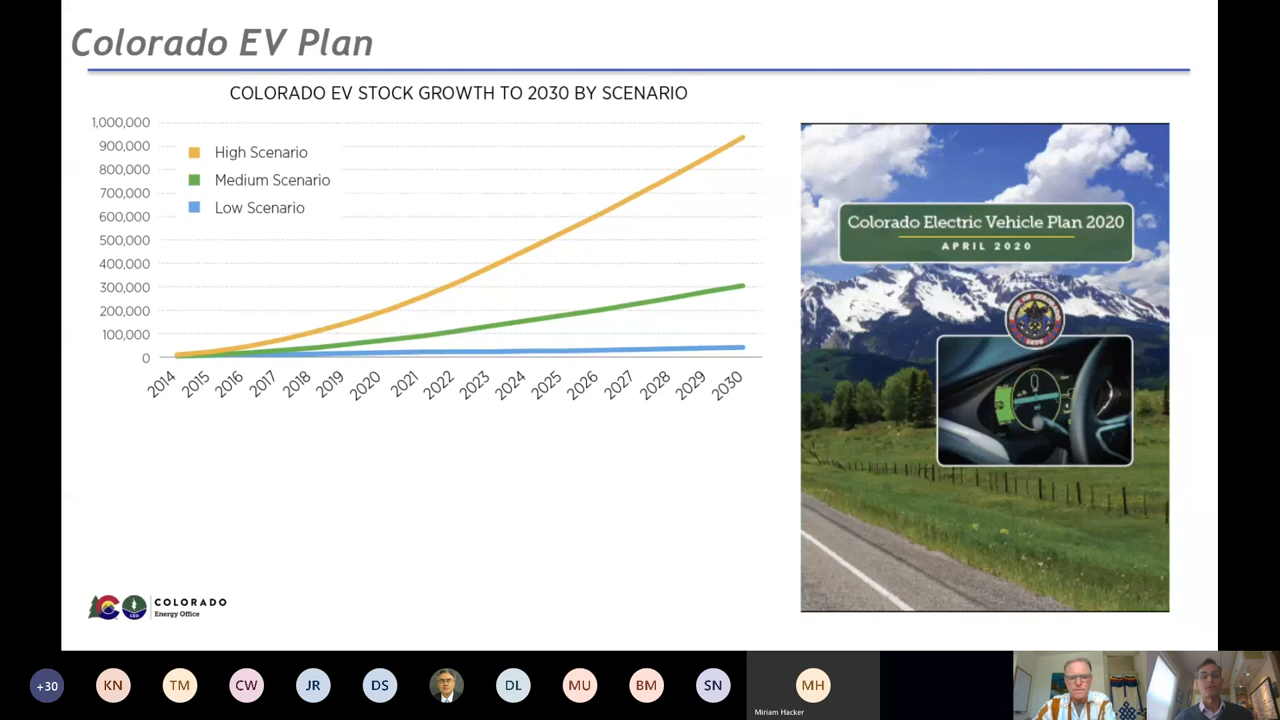 Colorado EV Plan
COLORADO EV STOCK GROWTH TO 2030 BY SCENARIO
1,000,000
900,000
800,000
700,000
600,000
500,000
400,000
300,000
200,000
100,000
0
High Scenario
Medium Scenario
Low Scenario
2014 2015 2016 2017 2018 2019 2020 2021 2022 2023 2024 2025 2026 2027 2028 2029 2030
Colorado Electric Vehicle Plan 2020
APRIL 2020
1876
CEO
COLORADO
Energy Office
+30 KN TM CW JR DS DL MU BM SN MH
Miriam Hacker